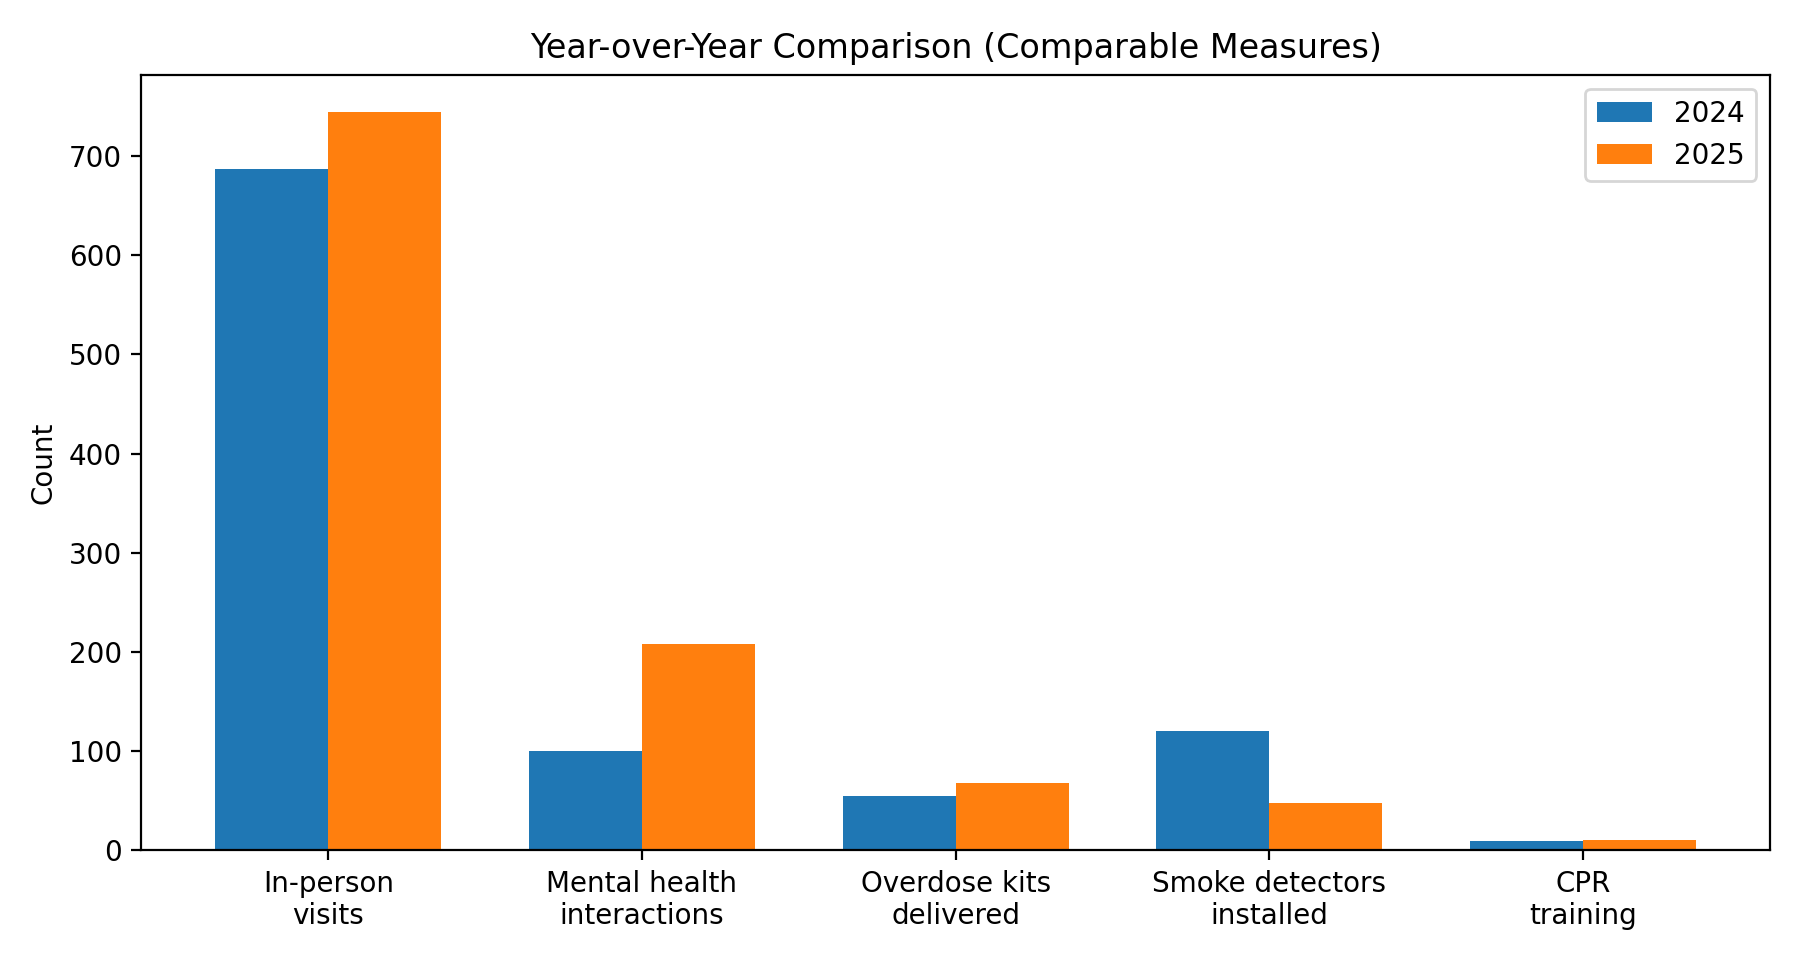 Year-over-Year Comparison (Comparable Measures)
2024
2025
Count
700
600
500
400
300
200
100
0
In-person
visits
Mental health
interactions
Overdose kits
delivered
Smoke detectors
installed
CPR
training